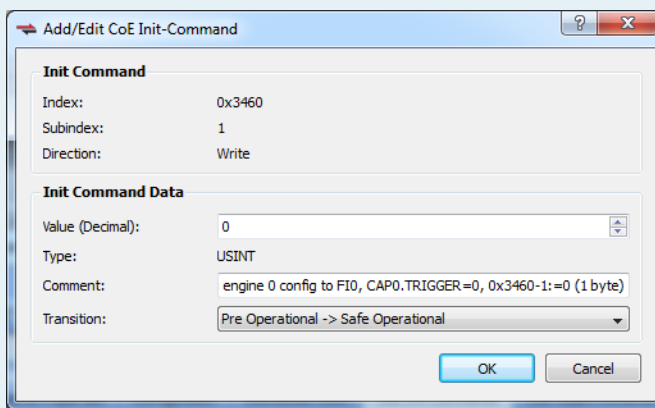 Add/Edit CoE Init-Command
Init Command
Index: 0x3460
Subindex: 1
Direction: Write
Init Command Data
Value (Decimal): 0
Type: USINT
Comment: engine 0 config to FI0, CAP0.TRIGGER=0, 0x3460-1:=0 (1 byte)
Transition: Pre Operational -> Safe Operational
OK Cancel